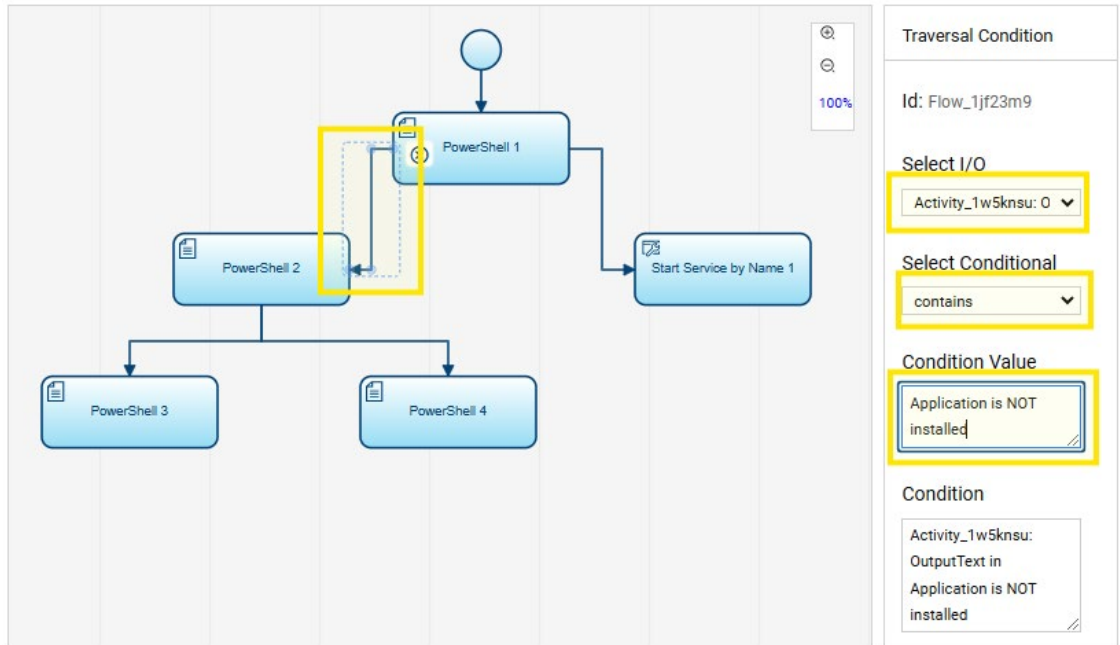 100%
PowerShell 1
PowerShell 2
Start Service by Name 1
PowerShell 3
PowerShell 4
Traversal Condition
Id: Flow_1jf23m9
Select I/O
Activity_1w5knsu: O
Select Conditional
contains
Condition Value
Application is NOT
installed
Condition
Activity_1w5knsu:
OutputText in
Application is NOT
installed